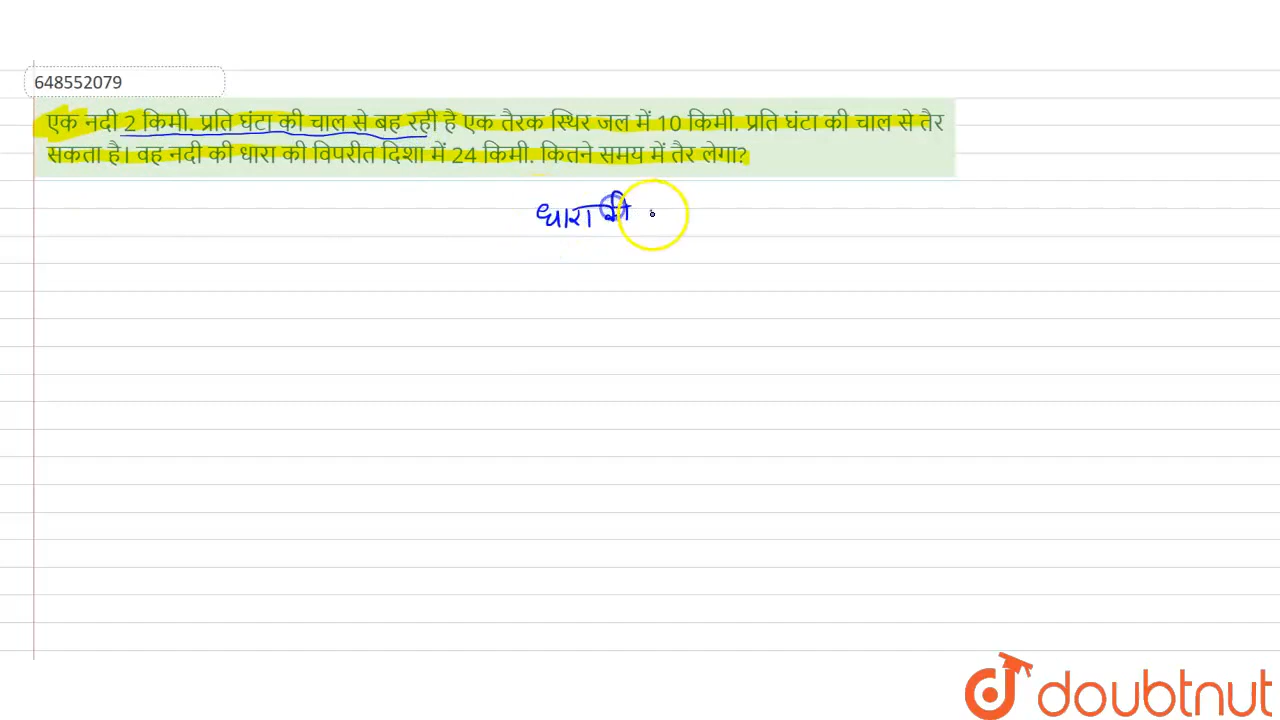 648552079
एक नदी 2 किमी. प्रति घंटा की चाल से बह रही है एक तैरक स्थिर जल में 10 किमी. प्रति घंटा की चाल से तैर
सकता है। वह नदी की धारा की विपरीत दिशा में 24 किमी. कितने समय में तैर लेगा?
धारा की
doubtnut